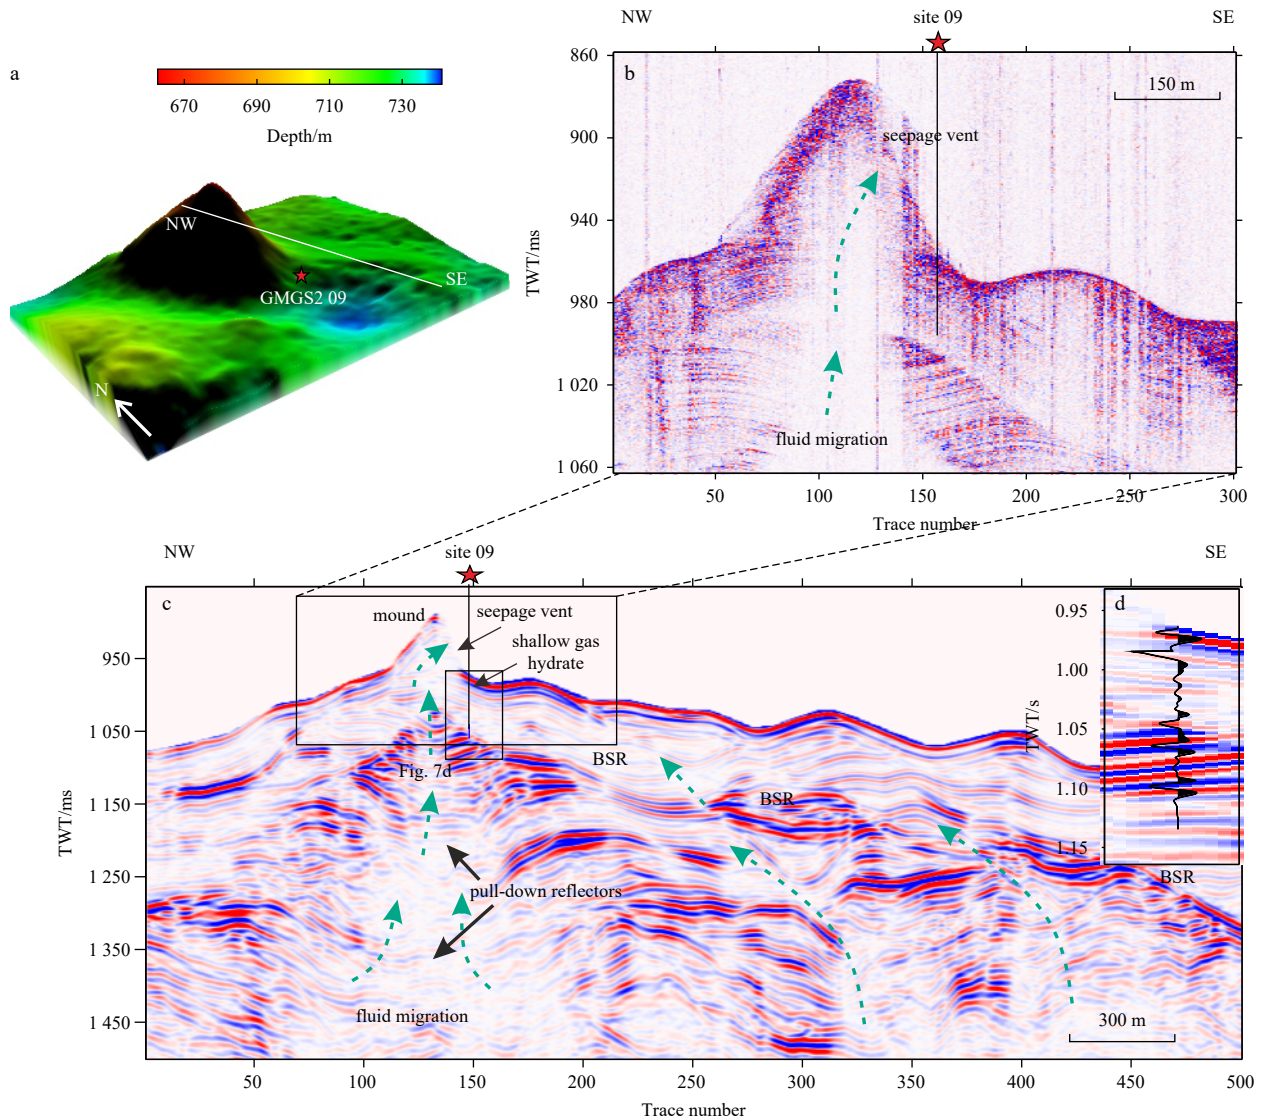 a
670
690
710
730
Depth/m
NW
SE
GMGS2 09
N
NW
site 09
SE
b
860
900
940
980
1 020
1 060
TWT/ms
150 m
seepage vent
fluid migration
50
100
150
200
250
300
Trace number
NW
site 09
SE
c
mound
seepage vent
shallow gas
hydrate
Fig. 7d
BSR
BSR
BSR
pull-down reflectors
fluid migration
300 m
950
1 050
1 150
1 250
1 350
1 450
TWT/ms
50
100
150
200
250
300
350
400
450
500
Trace number
d
0.95
1.00
1.05
1.10
1.15
TWT/s